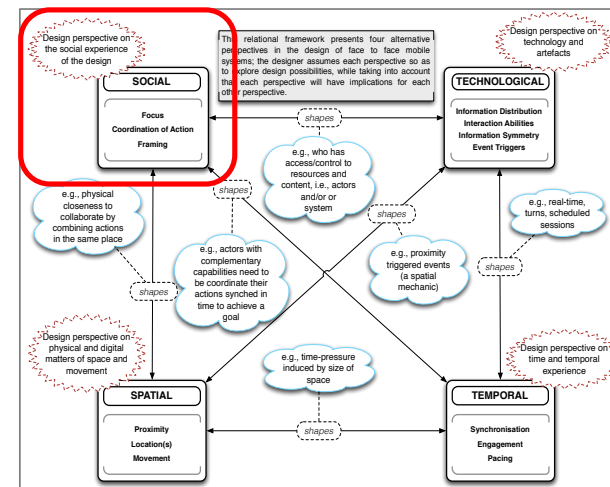 Design perspective on
the social experience
of the design
This relational framework presents four alternative
perspectives in the design of face to face mobile
systems; the designer assumes each perspective so as
to explore design possibilities, while taking into account
that each perspective will have implications for each
other perspective.
Design perspective on
technology and
artefacts
SOCIAL
Focus
Coordination of Action
Framing
TECHNOLOGICAL
Information Distribution
Interaction Abilities
Information Symmetry
Event Triggers
shapes
e.g., who has
access/control to
resources and
content, i.e., actors
and/or or
system
e.g., physical
closeness to
collaborate by
combining actions
in the same place
shapes
shapes
e.g., real-time,
turns, scheduled
sessions
e.g., actors with
complementary
capabilities need to
be coordinate their
actions synched in
time to achieve a
goal
e.g., proximity
triggered events
(a spatial
mechanic)
shapes
shapes
Design perspective on
physical and digital
matters of space and
movement
e.g., time-pressure
induced by size of
space
Design perspective on
time and temporal
experience
SPATIAL
Proximity
Location(s)
Movement
shapes
TEMPORAL
Synchronisation
Engagement
Pacing